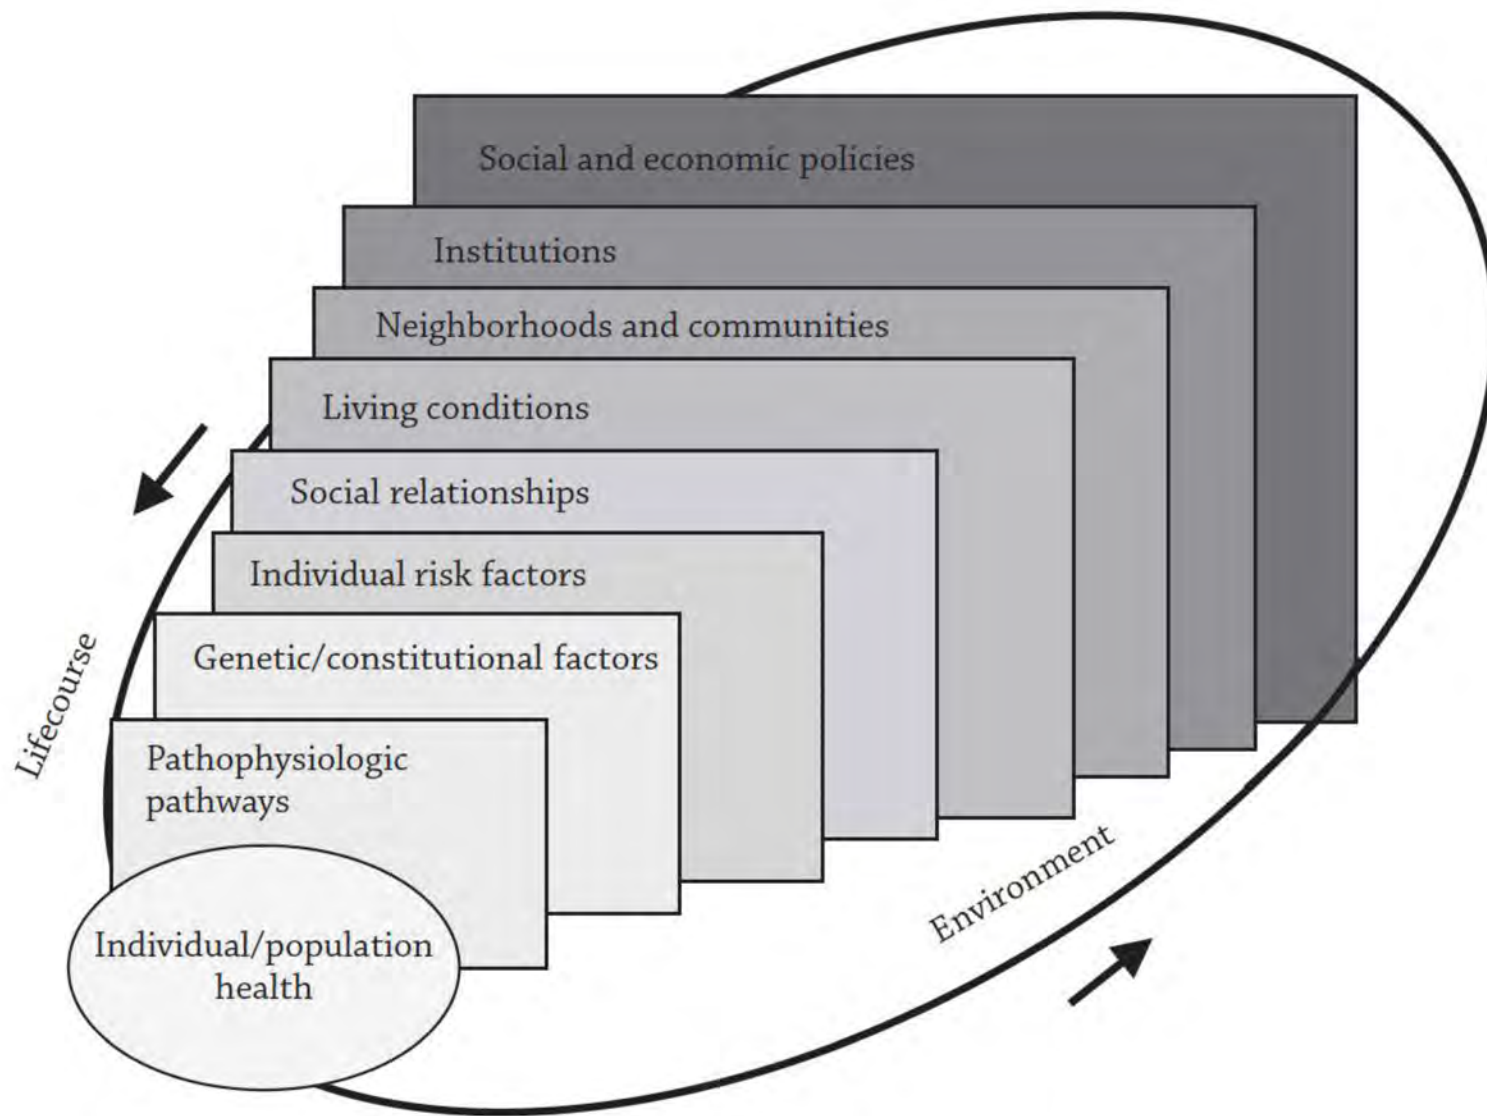 Social and economic policies
Institutions
Neighborhoods and communities
Living conditions
Social relationships
Individual risk factors
Genetic/constitutional factors
Lifecourse
Pathophysiologic
pathways
Environment
Individual/population
health